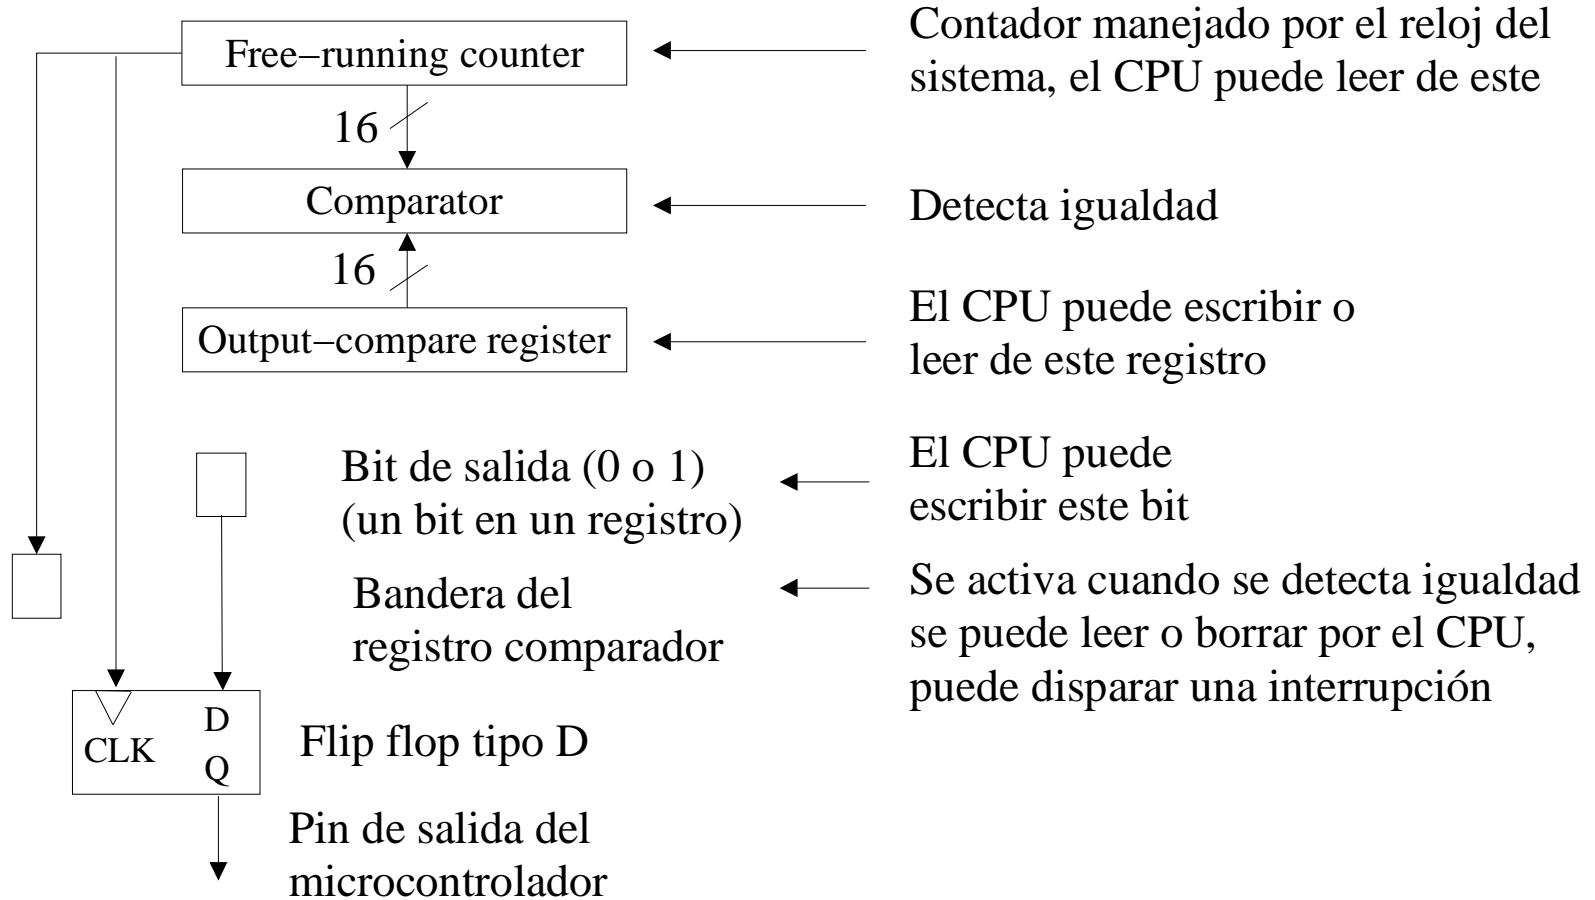 Free−running counter
Contador manejado por el reloj del
sistema, el CPU puede leer de este
16
Comparator
Detecta igualdad
16
Output−compare register
El CPU puede escribir o
leer de este registro
Bit de salida (0 o 1)
(un bit en un registro)
El CPU puede
escribir este bit
Bandera del
registro comparador
Se activa cuando se detecta igualdad
se puede leer o borrar por el CPU,
puede disparar una interrupción
D
CLK
Q
Flip flop tipo D
Pin de salida del
microcontrolador